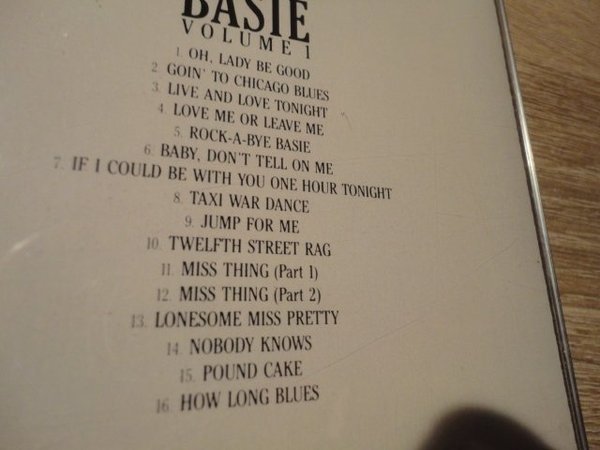 BASIE
VOLUME 1
1. OH, LADY BE GOOD
2. GOIN' TO CHICAGO BLUES
3. LIVE AND LOVE TONIGHT
4. LOVE ME OR LEAVE ME
5. ROCK-A-BYE BASIE
6. BABY, DON'T TELL ON ME
7. IF I COULD BE WITH YOU ONE HOUR TONIGHT
8. TAXI WAR DANCE
9. JUMP FOR ME
10. TWELFTH STREET RAG
11. MISS THING (Part 1)
12. MISS THING (Part 2)
13. LONESOME MISS PRETTY
14. NOBODY KNOWS
15. POUND CAKE
16. HOW LONG BLUES